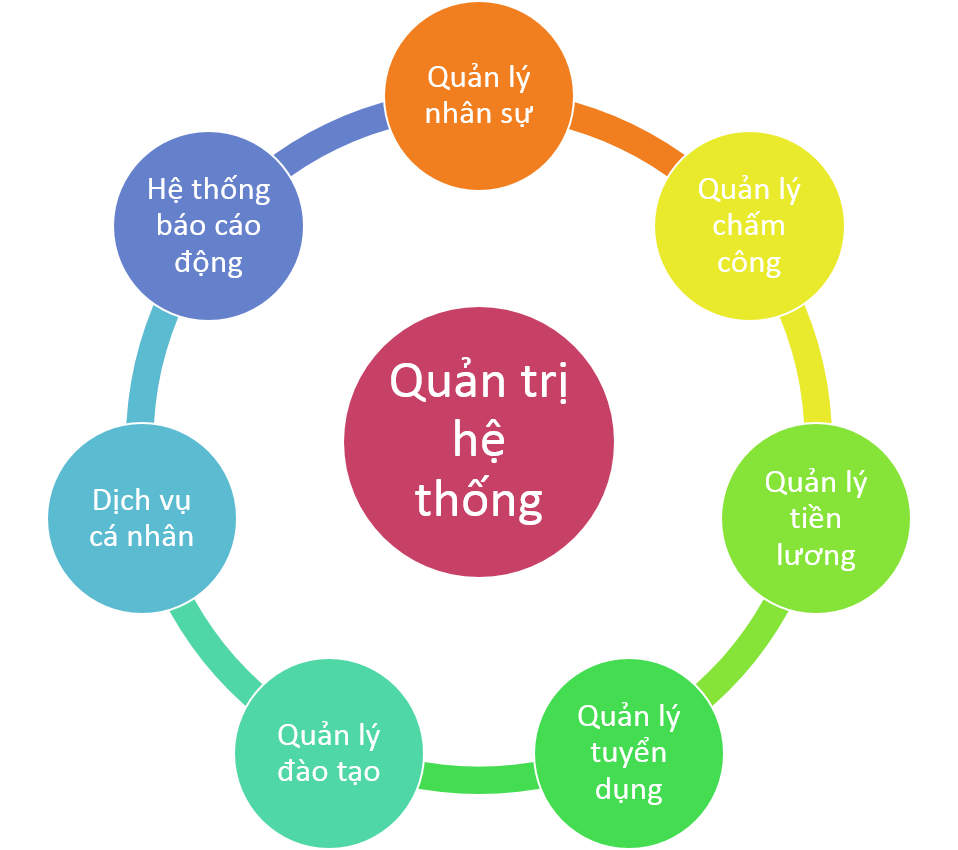 Quản lý
nhân sự
Quản lý
chấm
công
Quản lý
tiền
lương
Quản lý
tuyển
dụng
Quản lý
đào tạo
Dịch vụ
cá nhân
Hệ thống
báo cáo
động
Quản trị
hệ
thống